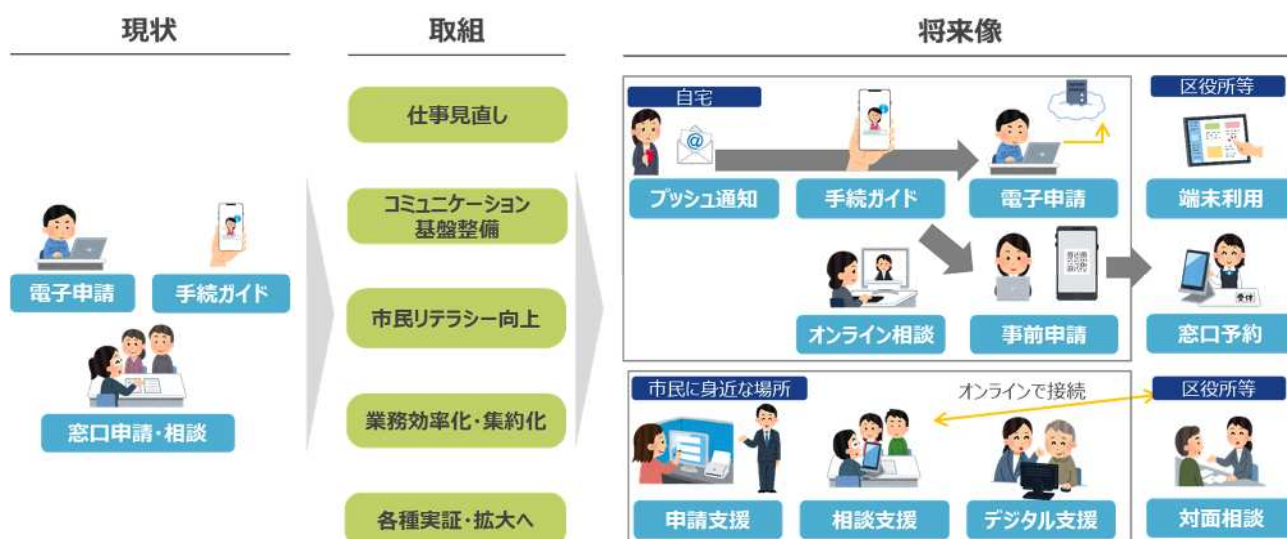 現状
取組
将来像
電子申請
手続ガイド
窓口申請・相談
仕事見直し
コミュニケーション
基盤整備
市民リテラシー向上
業務効率化・集約化
各種実証・拡大へ
自宅
@
プッシュ通知
手続ガイド
電子申請
オンライン相談
事前申請
区役所等
端末利用
受付
窓口予約
市民に身近な場所
オンラインで接続
申請支援
相談支援
デジタル支援
区役所等
対面相談